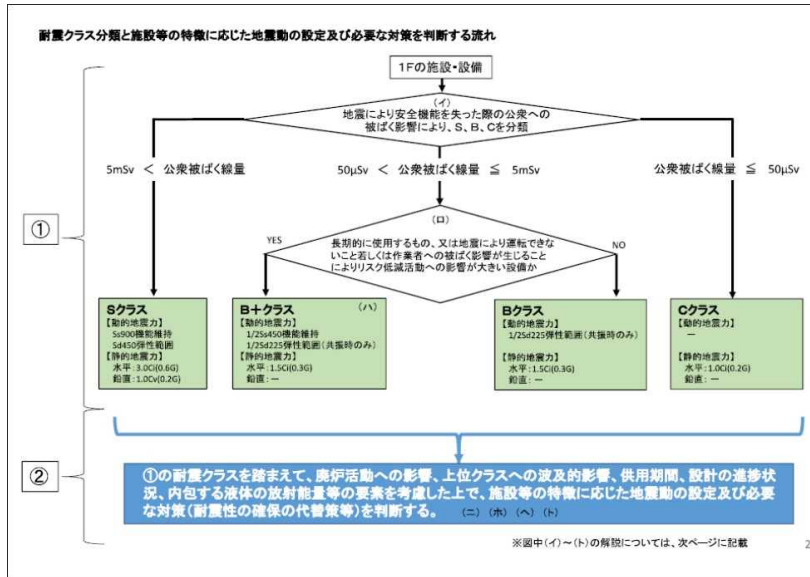 耐震クラス分類と施設等の特徴に応じた地震動の設定及び必要な対策を判断する流れ
1Fの施設・設備
①
(イ)
地震により安全機能を失った際の公衆への
被ばく影響により、S、B、Cを分類
5mSv < 公衆被ばく線量
50μSv < 公衆被ばく線量 ≦ 5mSv
公衆被ばく線量 ≦ 50μSv
(ロ)
長期的に使用するもの、又は地震により運転できな
いこと若しくは作業者への被ばく影響が生じること
によりリスク低減活動への影響が大きい設備か
YES
NO
Sクラス
【動的地震力】
Ss900機能維持
Sd450弾性範囲
【静的地震力】
水平:3.0Ci(0.6G)
鉛直:1.0Cv(0.2G)
B+クラス (ハ)
【動的地震力】
1/2Ss450機能維持
1/2Sd225弾性範囲(共振時のみ)
【静的地震力】
水平:1.5Ci(0.3G)
鉛直:ー
Bクラス
【動的地震力】
1/2Sd225弾性範囲(共振時のみ)
【静的地震力】
水平:1.5Ci(0.3G)
鉛直:ー
Cクラス
【動的地震力】
ー
【静的地震力】
水平:1.0Ci(0.2G)
鉛直:ー
②
①の耐震クラスを踏まえて、廃炉活動への影響、上位クラスへの波及的影響、供用期間、設計の進捗状
況、内包する液体の放射能量等の要素を考慮した上で、施設等の特徴に応じた地震動の設定及び必要
な対策(耐震性の確保の代替策等)を判断する。 (ニ) (ホ) (ヘ) (ト)
※図中(イ)~(ト)の解説については、次ページに記載
2